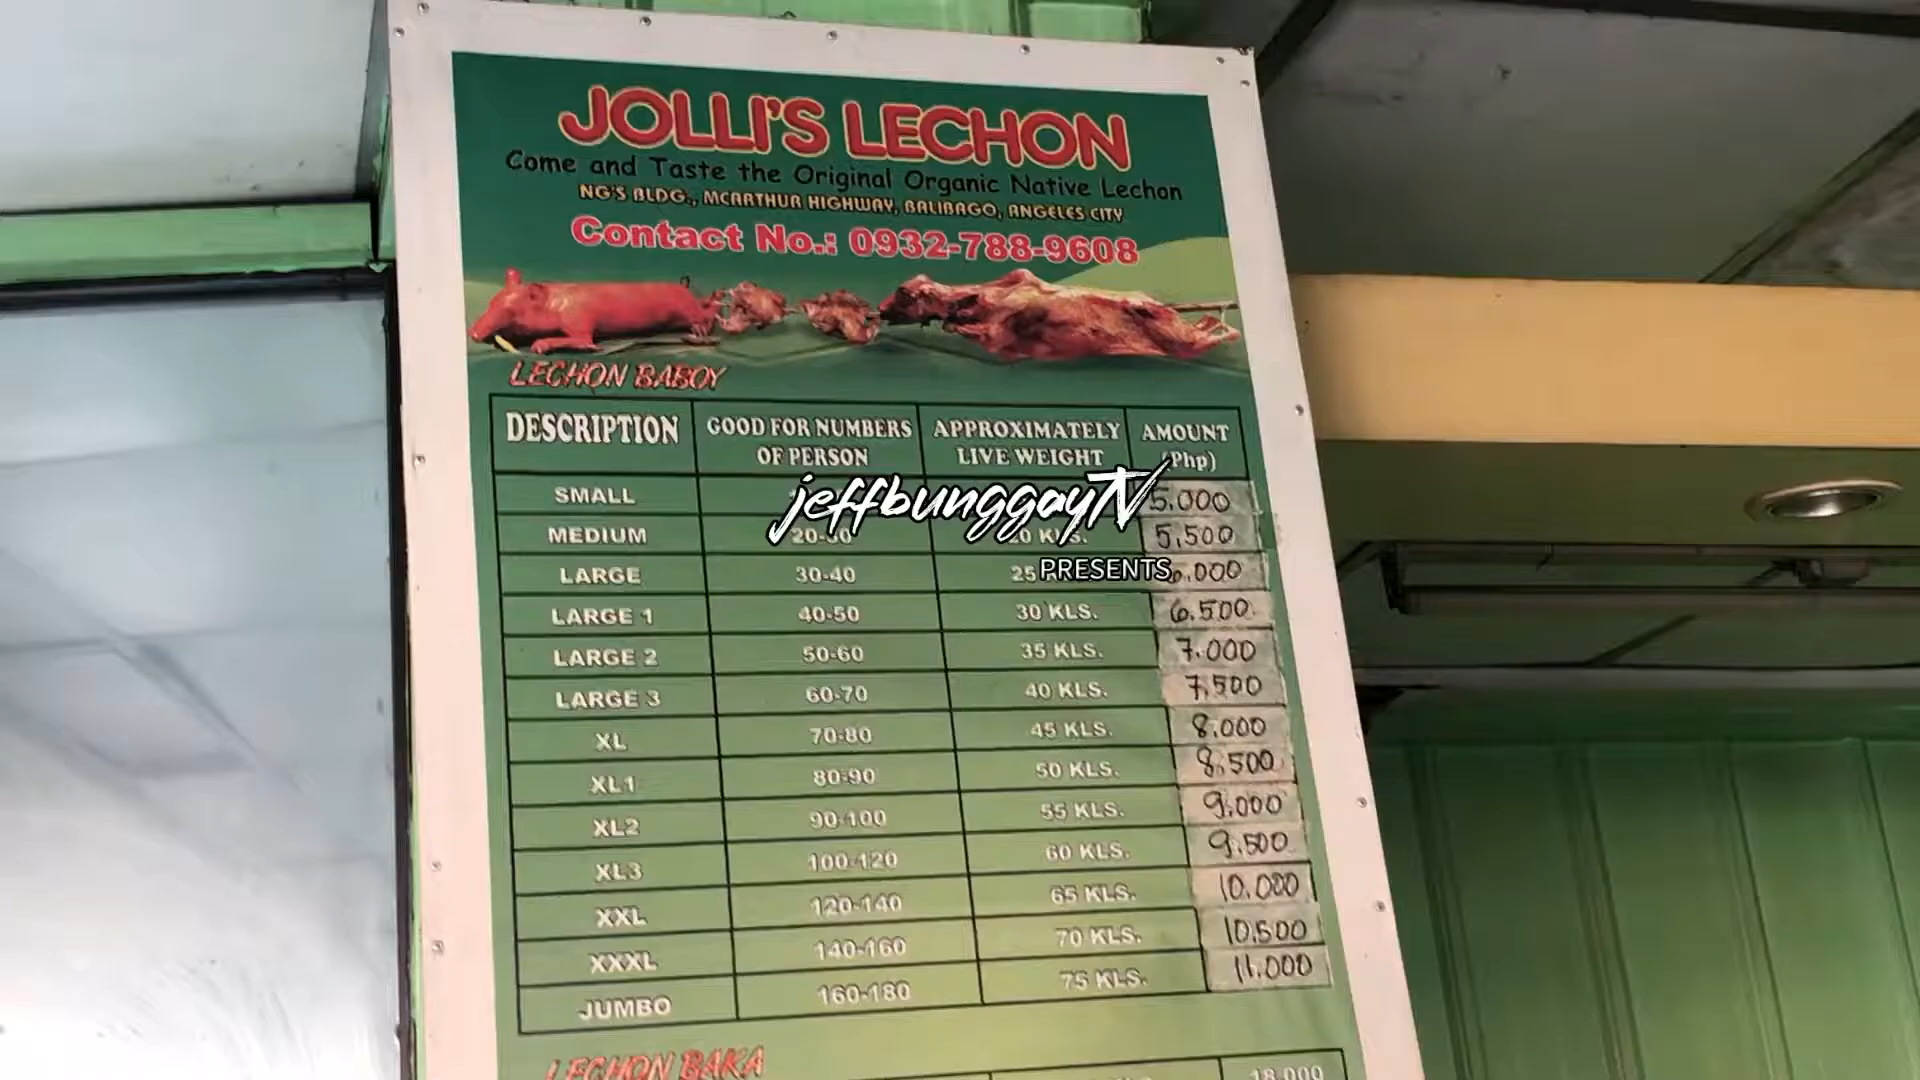 JOLLI'S LECHON
Come and Taste the Original Organic Native Lechon
NG'S BLDG., MCARTHUR HIGHWAY, BALIBAGO, ANGELES CITY
Contact No.: 0932-788-9608
LECHON BABOY
DESCRIPTION GOOD FOR NUMBERS OF PERSON APPROXIMATELY LIVE WEIGHT AMOUNT (Php)
SMALL 5.000
jeffbunggayTV
MEDIUM 20 KLS. 5,500
PRESENTS
LARGE 30-40 25 6.000
LARGE 1 40-50 30 KLS. 6.500
LARGE 2 50-60 35 KLS. 7.000
LARGE 3 60-70 40 KLS. 7,500
XL 70-80 45 KLS. 8.000
XL1 80-90 50 KLS. 8.500
XL2 90-100 55 KLS. 9.000
XL3 100-120 60 KLS. 9.500
XXL 120-140 65 KLS. 10.000
XXXL 140-160 70 KLS. 10,500
JUMBO 160-180 75 KLS. 11.000
LECHON BAKA
18,000